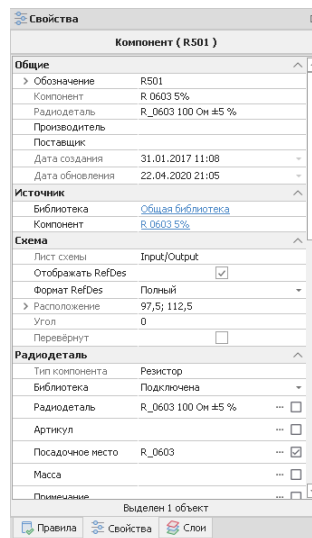 Свойства
Компонент ( R501 )
Общие
Обозначение R501
Компонент R 0603 5%
Радиодеталь R_0603 100 Ом ±5 %
Производитель
Поставщик
Дата создания 31.01.2017 11:08
Дата обновления 22.04.2020 21:05
Источник
Библиотека Общая библиотека
Компонент R 0603 5%
Схема
Лист схемы Input/Output
Отображать RefDes
Формат RefDes Полный
Расположение 97,5; 112,5
Угол 0
Перевёрнут
Радиодеталь
Тип компонента Резистор
Библиотека Подключена
Радиодеталь R_0603 100 Ом ±5 % ...
Артикул ...
Посадочное место R_0603 ...
Масса ...
Примечание ...
Выделен 1 объект
Правила Свойства Слои